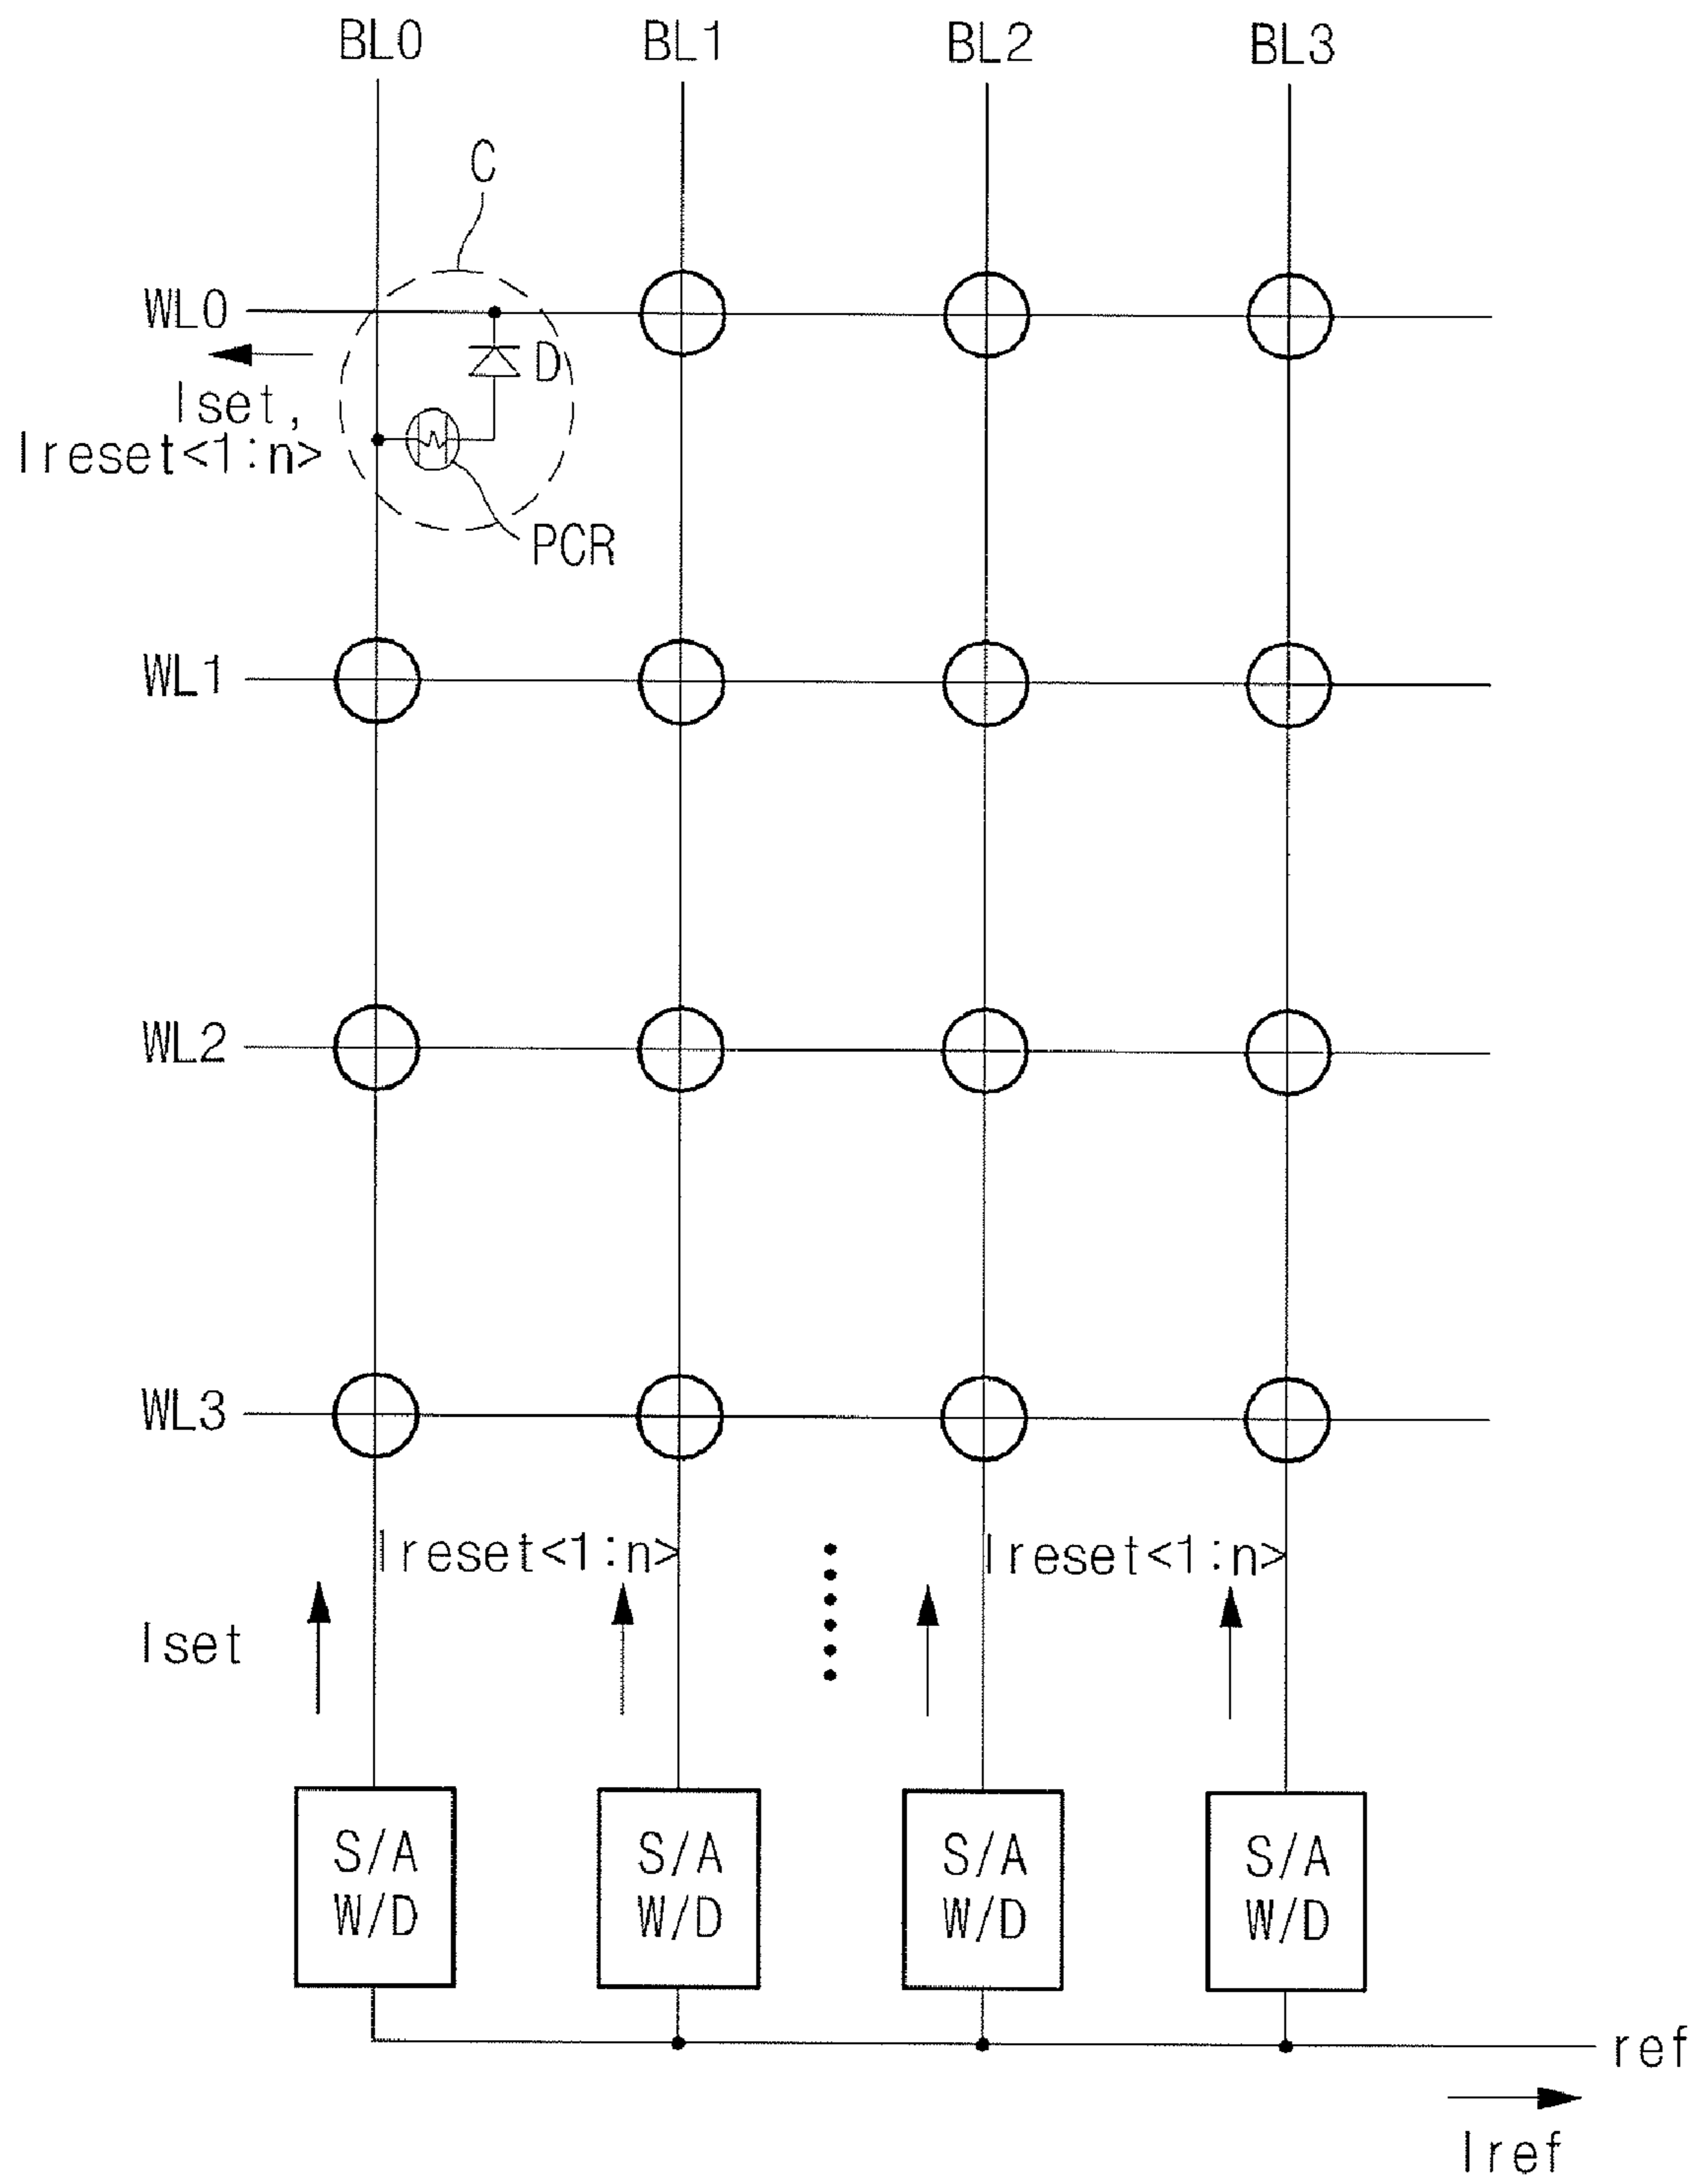 BL0 BL1 BL2 BL3
C
WL0
D
Iset,
Ireset<1:n>
PCR
WL1
WL2
WL3
Ireset<1:n> Ireset<1:n>
Iset
S/A S/A S/A S/A
W/D W/D W/D W/D
ref
Iref